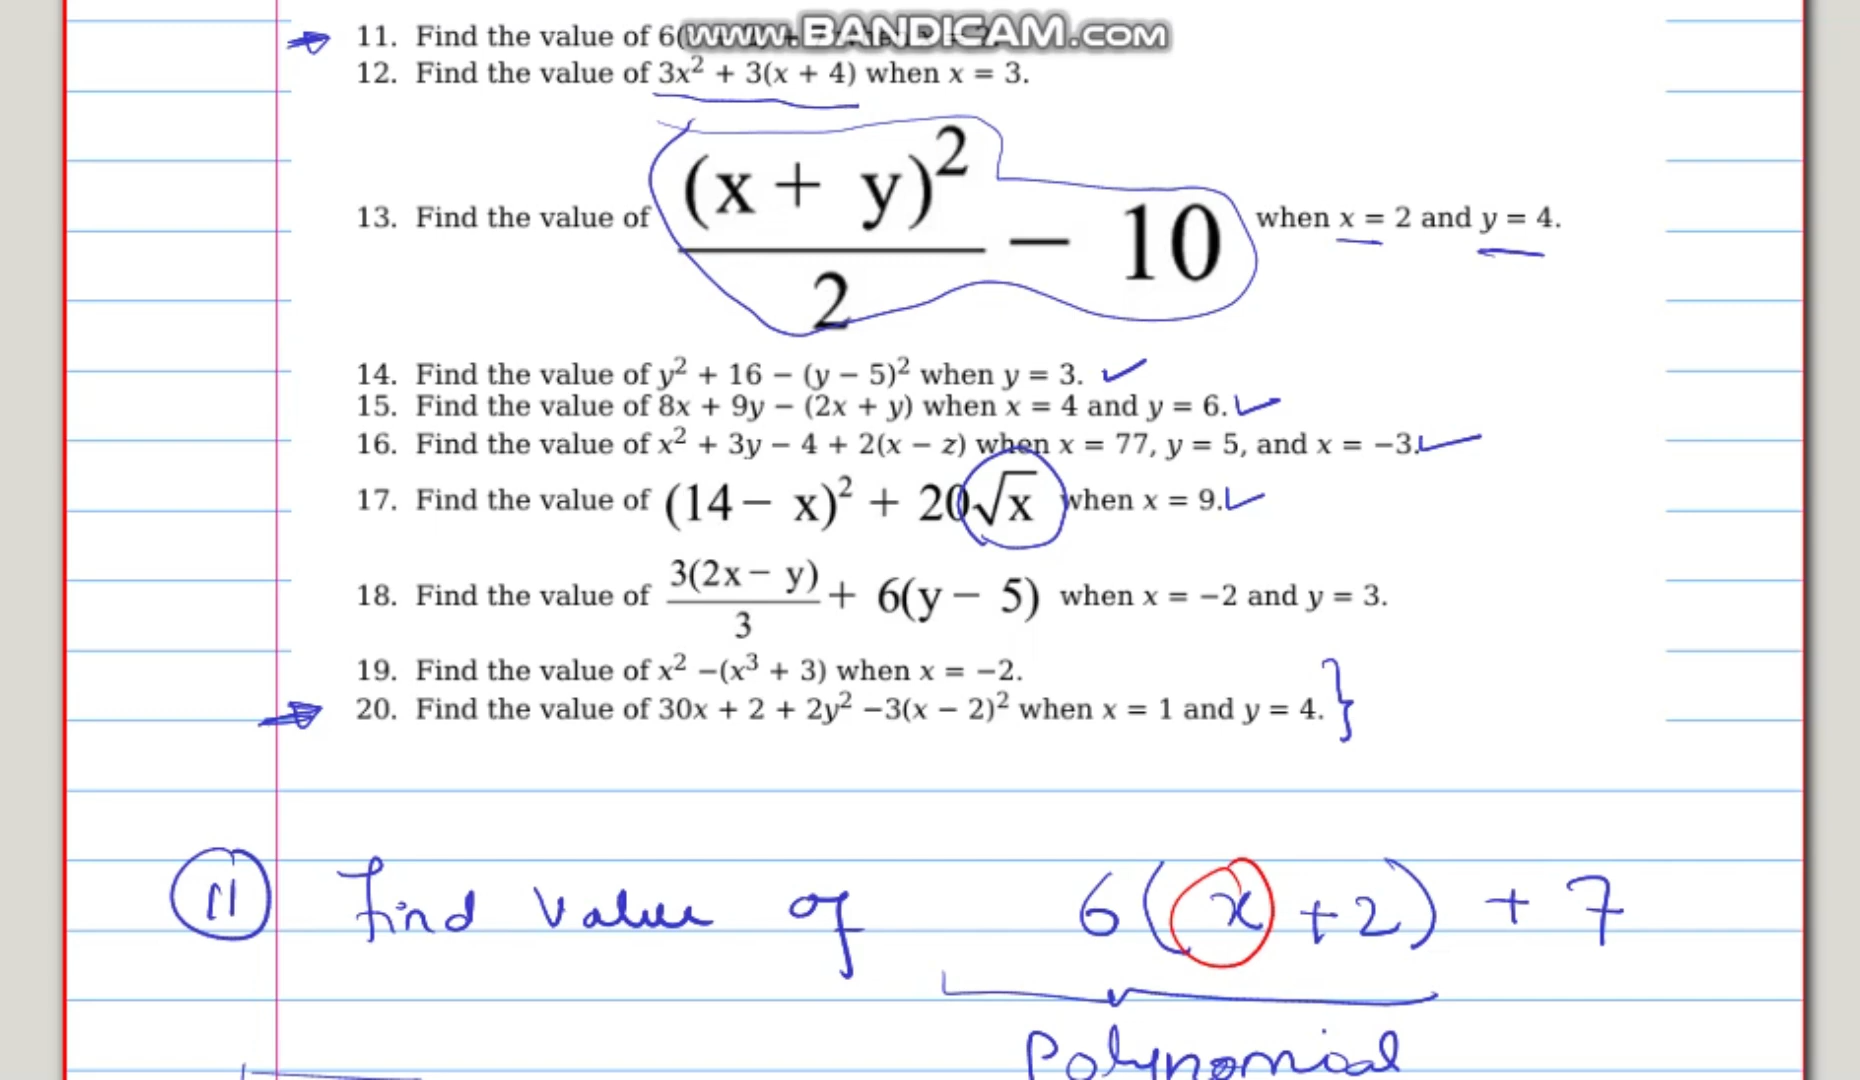 www.BANDICAM.com
11. Find the value of 6(
12. Find the value of 3x² + 3(x + 4) when x = 3.
13. Find the value of (x + y)²/2 − 10 when x = 2 and y = 4.
14. Find the value of y² + 16 − (y − 5)² when y = 3.
15. Find the value of 8x + 9y − (2x + y) when x = 4 and y = 6.
16. Find the value of x² + 3y − 4 + 2(x − z) when x = 77, y = 5, and x = −3.
17. Find the value of (14 − x)² + 20√x when x = 9.
18. Find the value of 3(2x − y)/3 + 6(y − 5) when x = −2 and y = 3.
19. Find the value of x² −(x³ + 3) when x = −2.
20. Find the value of 30x + 2 + 2y² −3(x − 2)² when x = 1 and y = 4.
11 Find value of 6(x+2) + 7
Polynomial